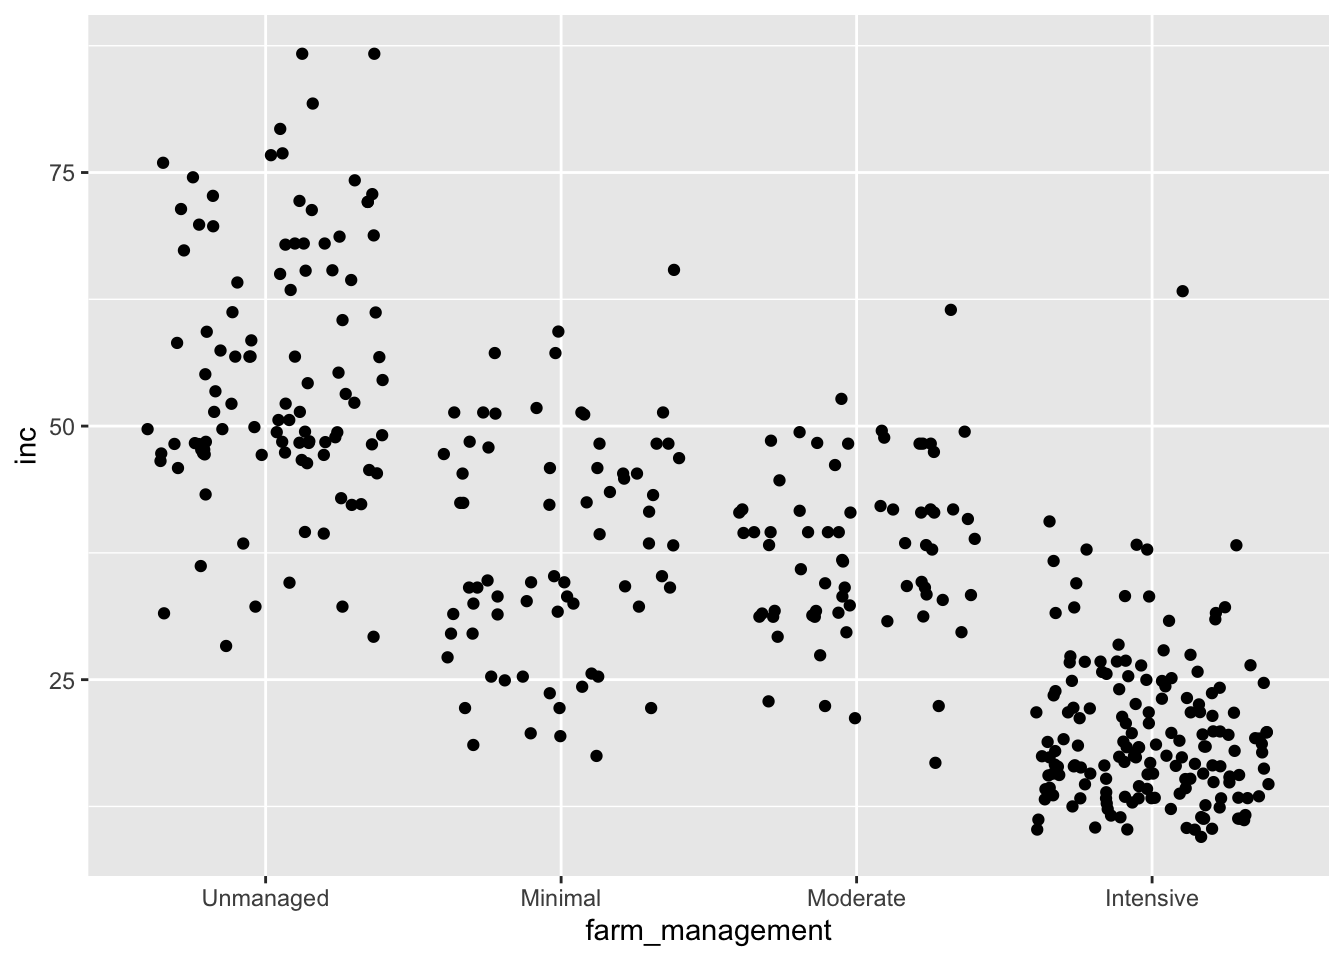 75
50
25
inc
Unmanaged
Minimal
Moderate
Intensive
farm_management